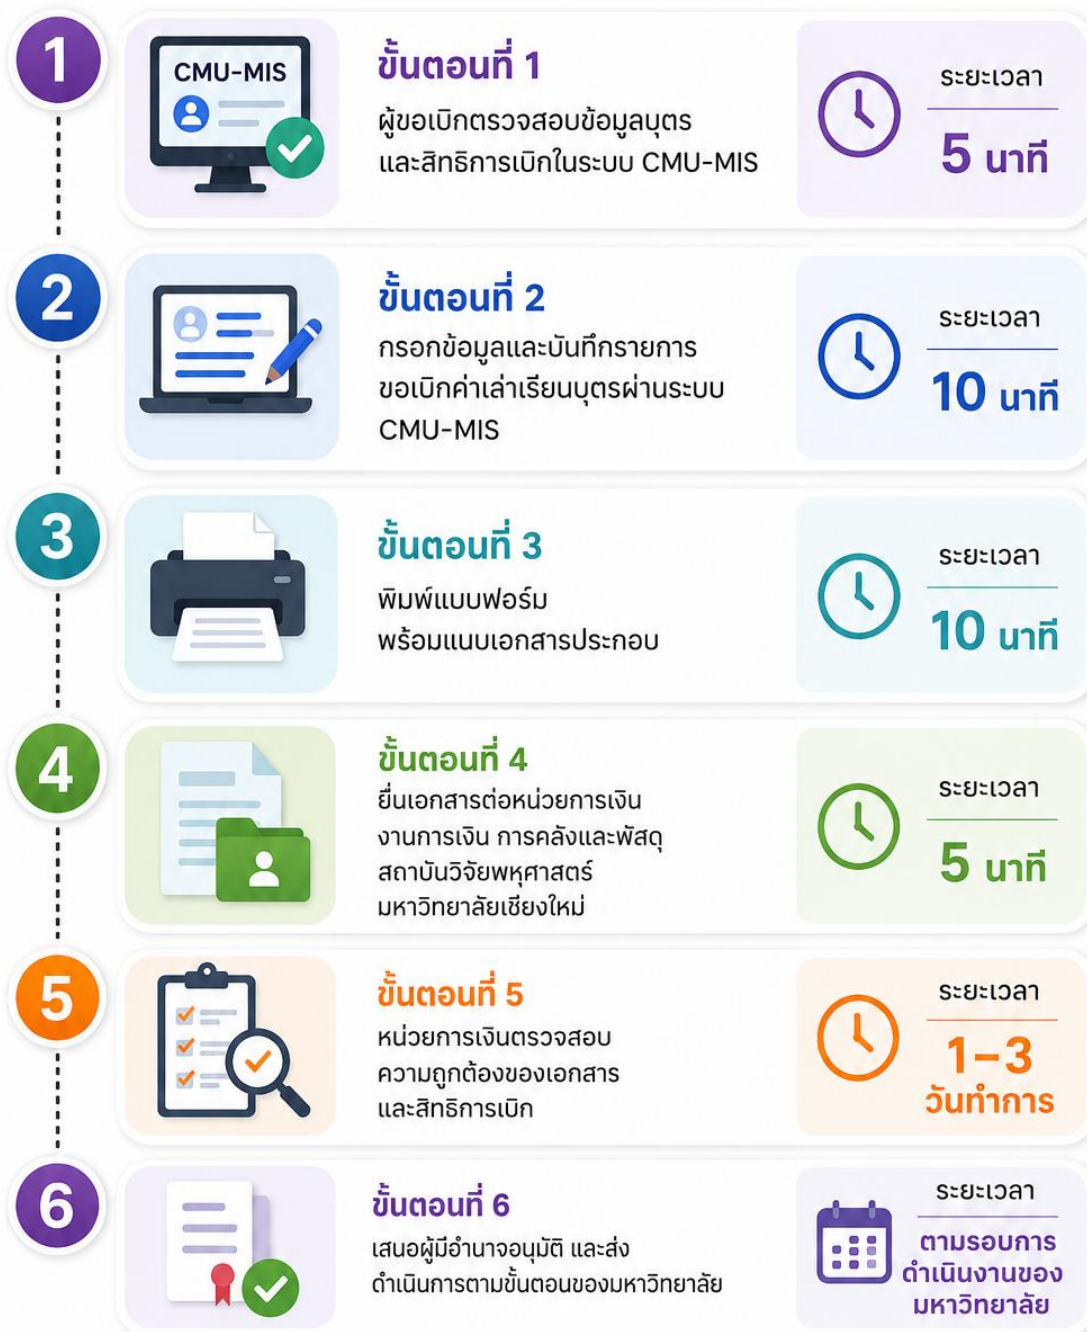 1
CMU-MIS
ขั้นตอนที่ 1
ผู้ขอเบิกตรวจสอบข้อมูลบุตร
และสิทธิการเบิกในระบบ CMU-MIS
ระยะเวลา
5 นาที
2
ขั้นตอนที่ 2
กรอกข้อมูลและบันทึกรายการ
ขอเบิกค่าเล่าเรียนบุตรผ่านระบบ
CMU-MIS
ระยะเวลา
10 นาที
3
ขั้นตอนที่ 3
พิมพ์แบบฟอร์ม
พร้อมแนบเอกสารประกอบ
ระยะเวลา
10 นาที
4
ขั้นตอนที่ 4
ยื่นเอกสารต่อหน่วยการเงิน
งานการเงิน การคลังและพัสดุ
สถาบันวิจัยพหุศาสตร์
มหาวิทยาลัยเชียงใหม่
ระยะเวลา
5 นาที
5
ขั้นตอนที่ 5
หน่วยการเงินตรวจสอบ
ความถูกต้องของเอกสาร
และสิทธิการเบิก
ระยะเวลา
1–3
วันทำการ
6
ขั้นตอนที่ 6
เสนอผู้มีอำนาจอนุมัติ และส่ง
ดำเนินการตามขั้นตอนของมหาวิทยาลัย
ระยะเวลา
ตามรอบการ
ดำเนินงานของ
มหาวิทยาลัย